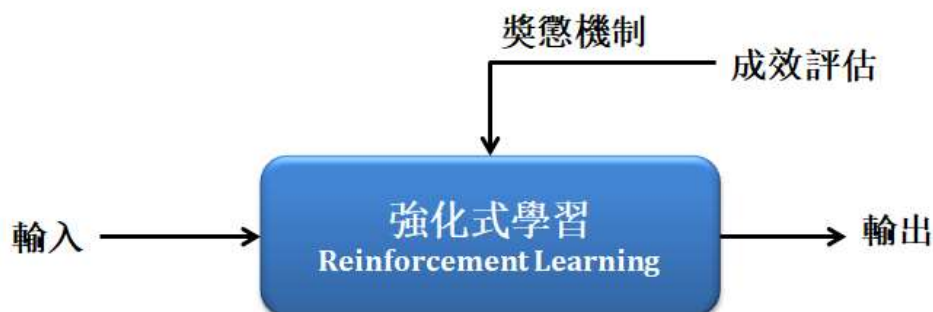 獎懲機制
成效評估
輸入
強化式學習
Reinforcement Learning
輸出